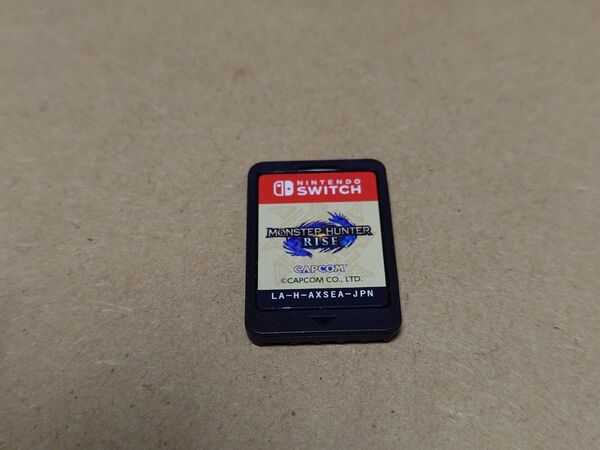 NINTENDO
SWITCH
MONSTER HUNTER
RISE
CAPCOM
©CAPCOM CO., LTD.
LA-H-AXSEA-JPN